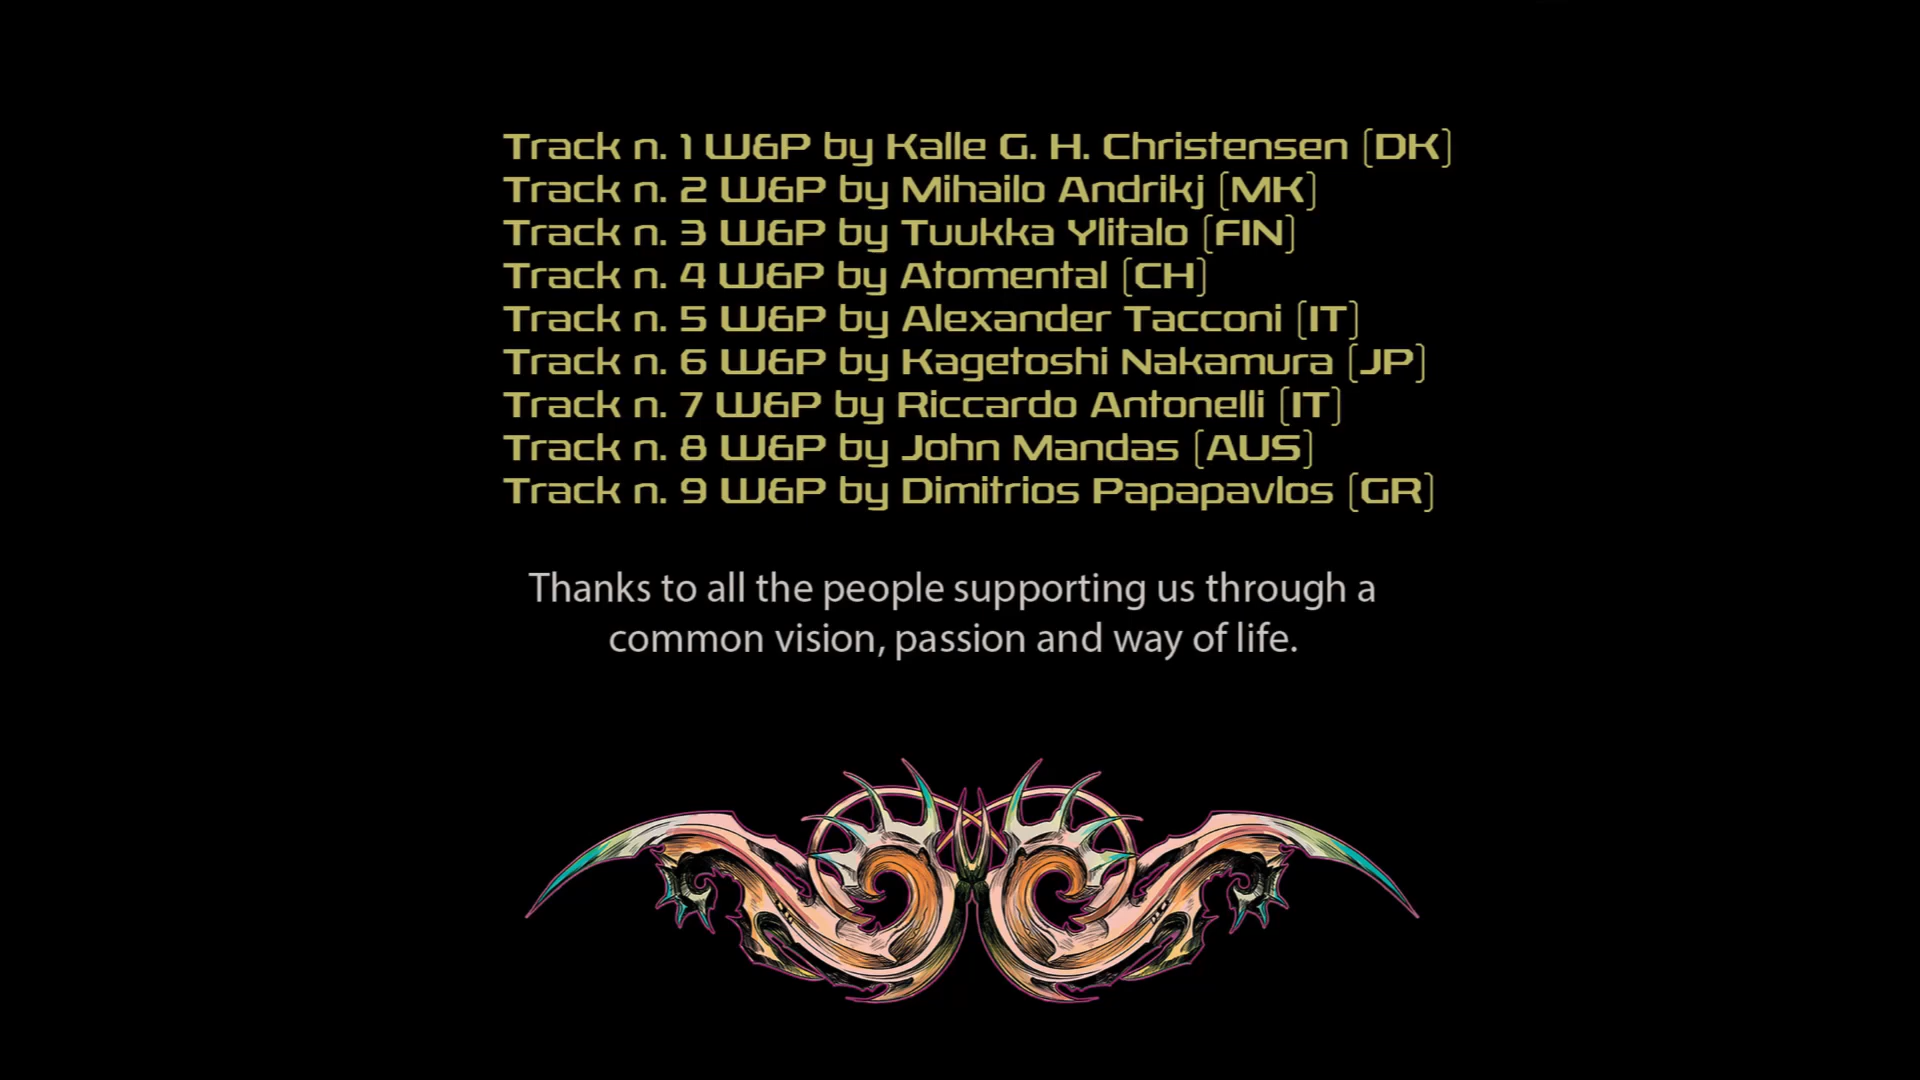 Track n. 1 W&P by Kalle G. H. Christensen (DK)
Track n. 2 W&P by Mihailo Andrikj (MK)
Track n. 3 W&P by Tuukka Ylitalo (FIN)
Track n. 4 W&P by Atomental (CH)
Track n. 5 W&P by Alexander Tacconi (IT)
Track n. 6 W&P by Kagetoshi Nakamura (JP)
Track n. 7 W&P by Riccardo Antonelli (IT)
Track n. 8 W&P by John Mandas (AUS)
Track n. 9 W&P by Dimitrios Papapavlos (GR)
Thanks to all the people supporting us through a
common vision, passion and way of life.